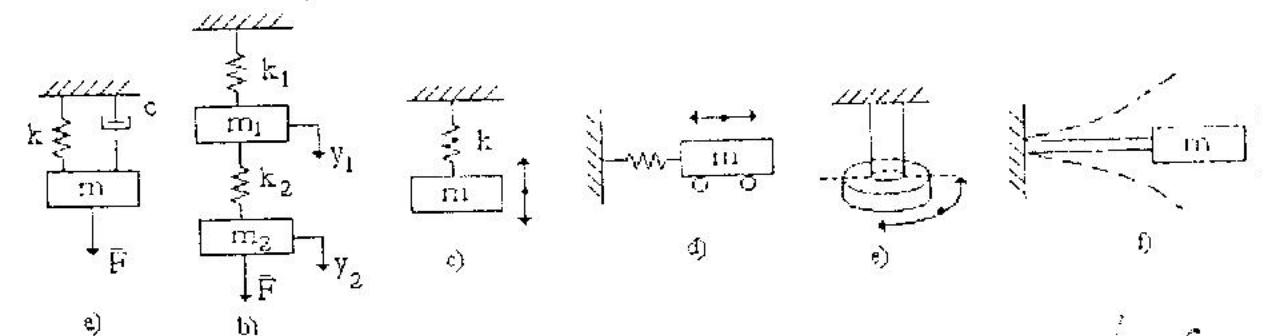 k c
m
F̄
a)
k₁
m₁
y₁
k₂
m₂
y₂
F̄
b)
k
m
c)
m
d)
e)
m
f)